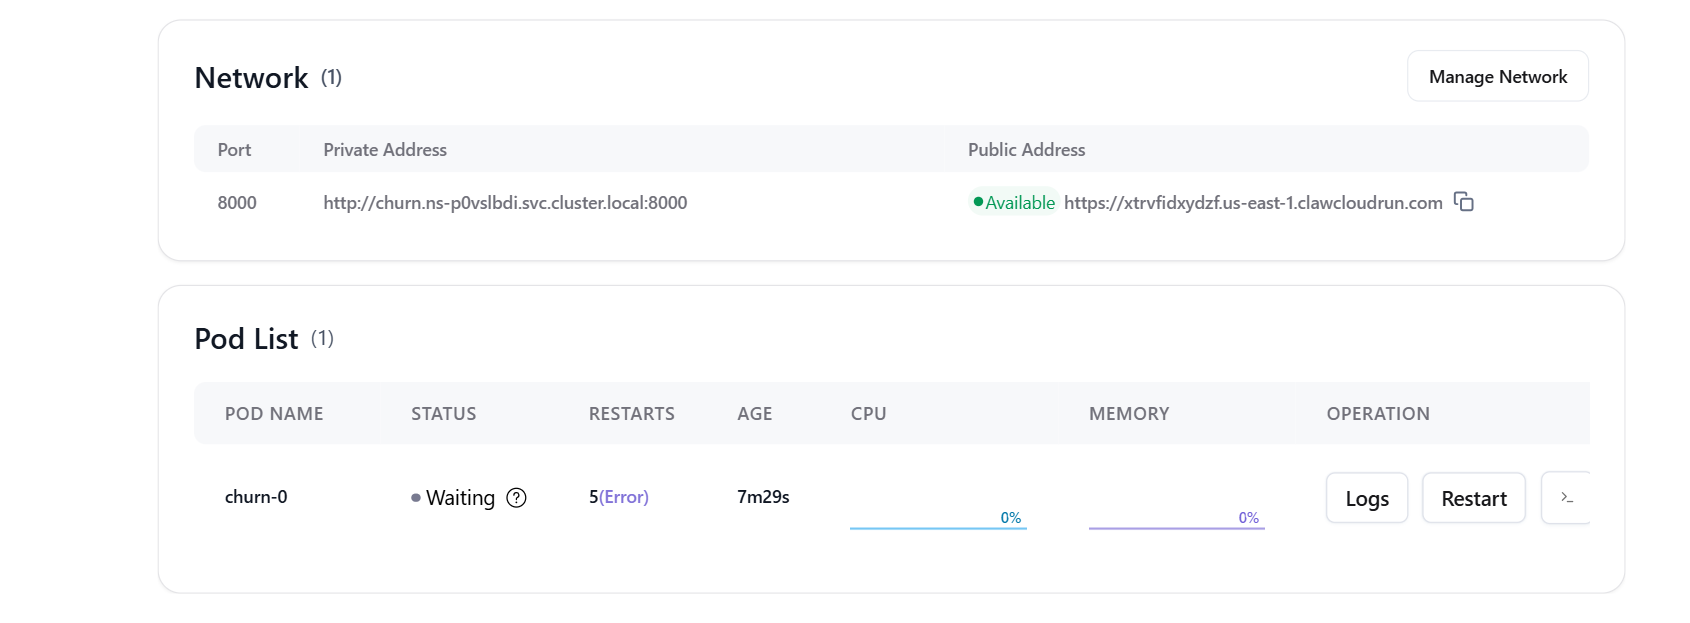 Network (1)
Manage Network
Port Private Address Public Address
8000 http://churn.ns-p0vslbdi.svc.cluster.local:8000 Available https://xtrvfidxydzf.us-east-1.clawcloudrun.com
Pod List (1)
POD NAME STATUS RESTARTS AGE CPU MEMORY OPERATION
churn-0 Waiting ? 5(Error) 7m29s 0% 0% Logs Restart >_